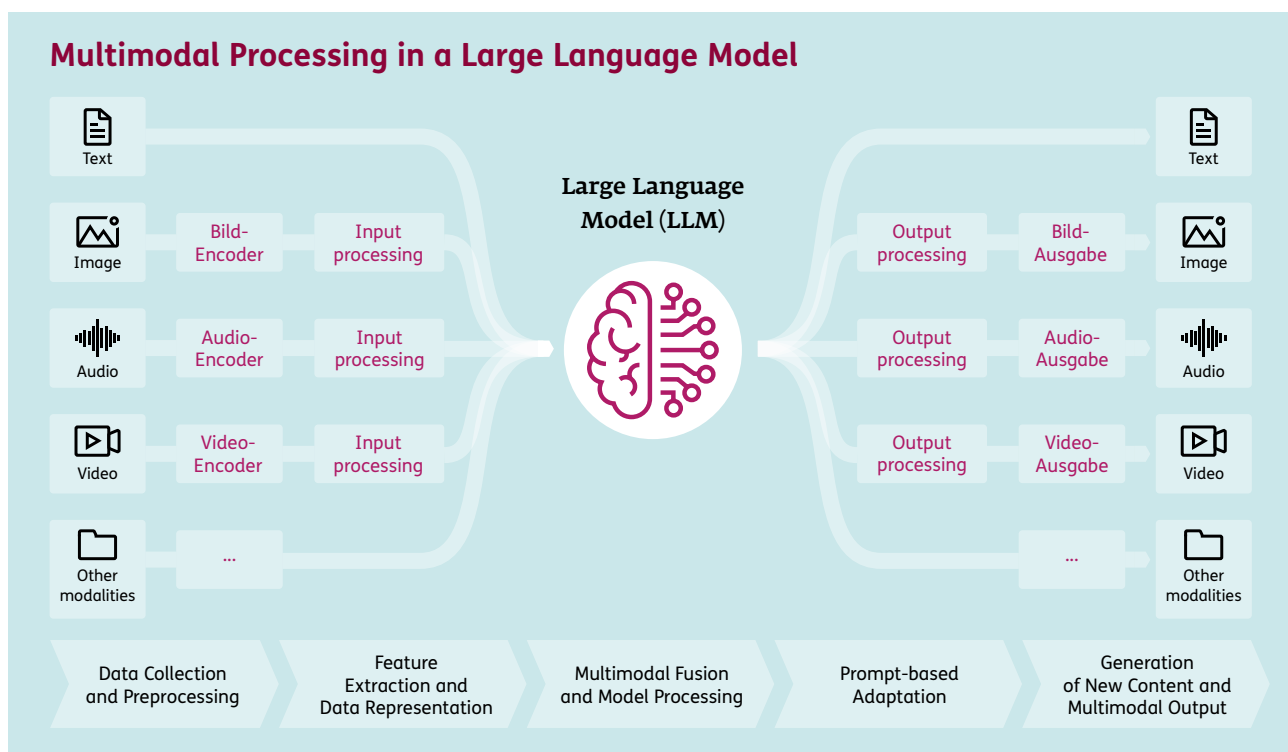 Multimodal Processing in a Large Language Model
Text
Image
Bild-
Encoder
Input
processing
Audio
Audio-
Encoder
Input
processing
Video
Video-
Encoder
Input
processing
Other
modalities
...
Large Language
Model (LLM)
Text
Output
processing
Bild-
Ausgabe
Image
Output
processing
Audio-
Ausgabe
Audio
Output
processing
Video-
Ausgabe
Video
...
Other
modalities
Data Collection
and Preprocessing
Feature
Extraction and
Data Representation
Multimodal Fusion
and Model Processing
Prompt-based
Adaptation
Generation
of New Content and
Multimodal Output